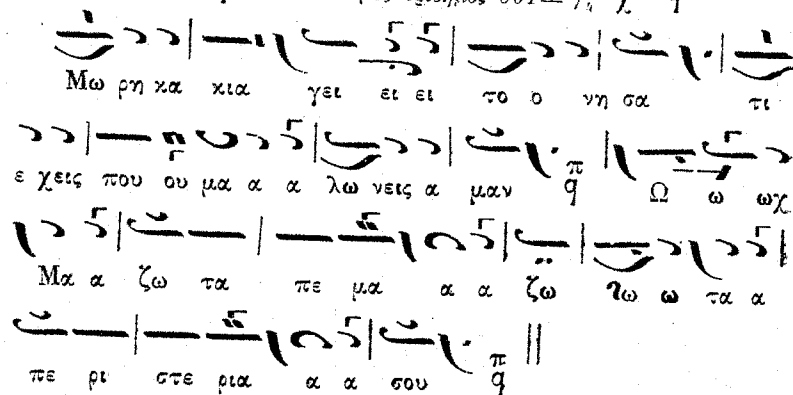 Μω ρη κα κια γει ει ει το ο νη σα τι
ε χεις που ου μα α α λω νεις α μαν π q Ω ω ωχ
Μα α ζω τα πε μα α α ζω τω ω τα α
πε ρι στε ρια α α σου π q